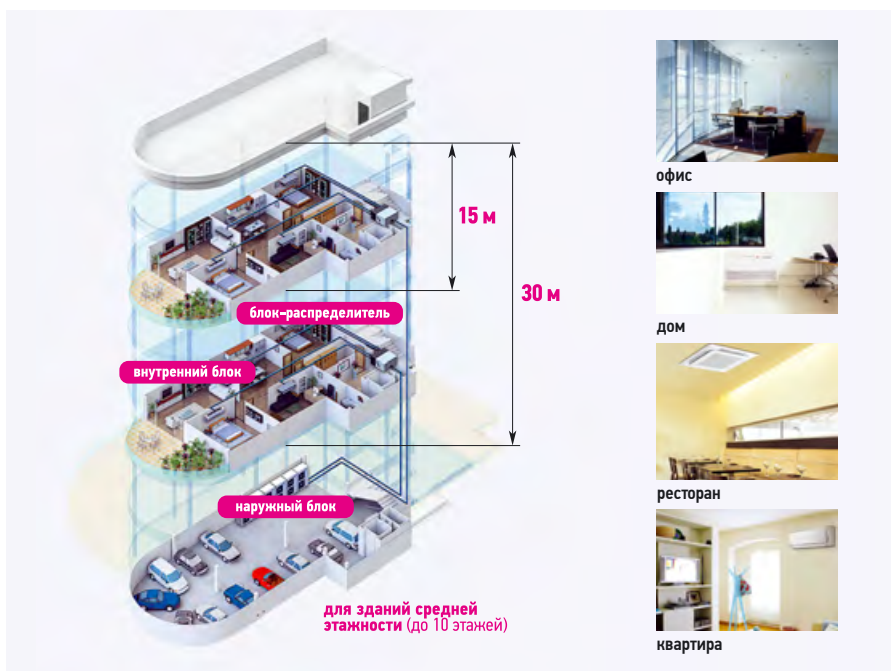 15 м
30 м
блок-распределитель
внутренний блок
наружный блок
для зданий средней
этажности (до 10 этажей)
офис
дом
ресторан
квартира